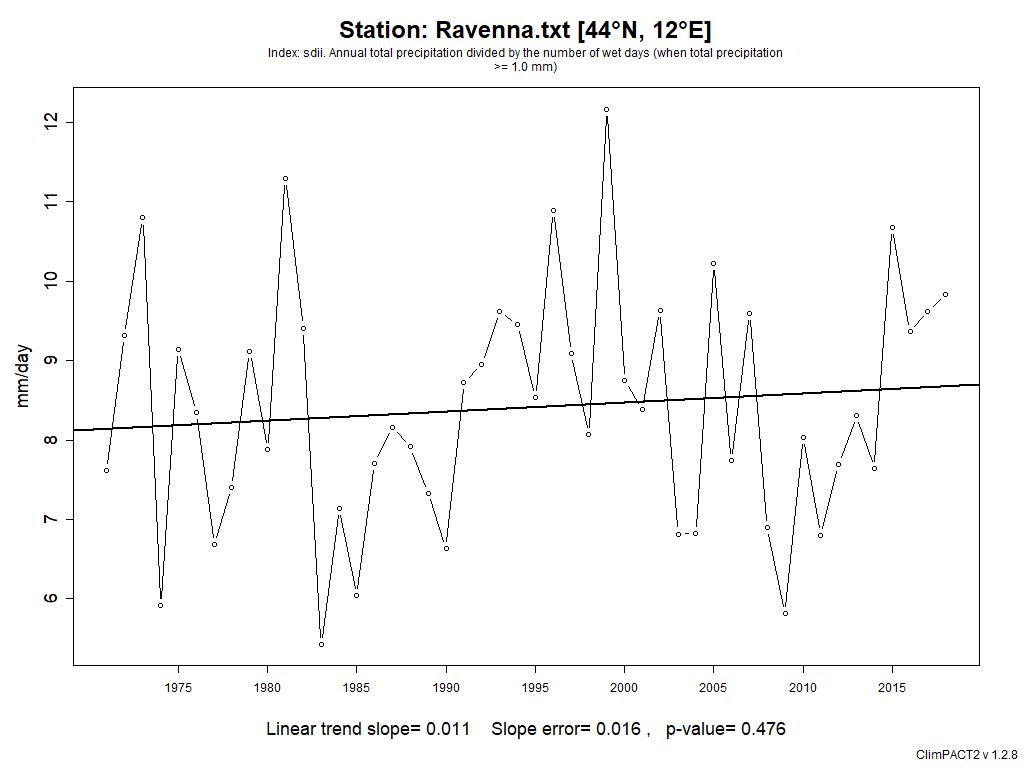 Station: Ravenna.txt [44°N, 12°E]
Index: sdii. Annual total precipitation divided by the number of wet days (when total precipitation
>= 1.0 mm)
12
11
10
9
8
7
6
mm/day
1975 1980 1985 1990 1995 2000 2005 2010 2015
Linear trend slope= 0.011 Slope error= 0.016 , p-value= 0.476
ClimPACT2 v 1.2.8